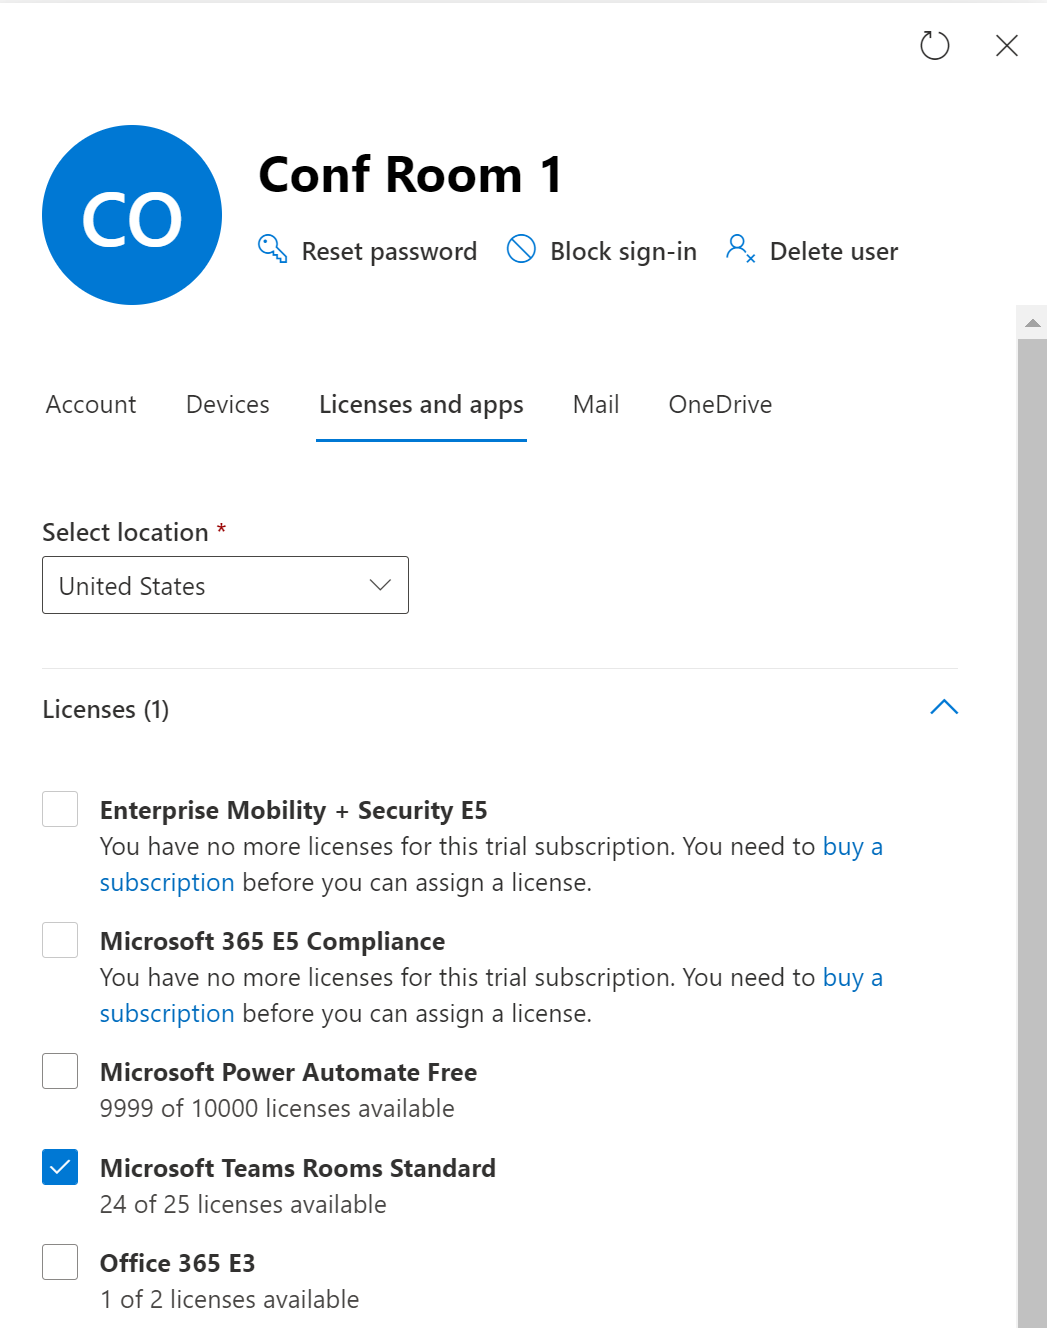 CO
Conf Room 1
Reset password Block sign-in Delete user
Account Devices Licenses and apps Mail OneDrive
Select location *
United States
Licenses (1)
Enterprise Mobility + Security E5
You have no more licenses for this trial subscription. You need to buy a
subscription before you can assign a license.
Microsoft 365 E5 Compliance
You have no more licenses for this trial subscription. You need to buy a
subscription before you can assign a license.
Microsoft Power Automate Free
9999 of 10000 licenses available
Microsoft Teams Rooms Standard
24 of 25 licenses available
Office 365 E3
1 of 2 licenses available